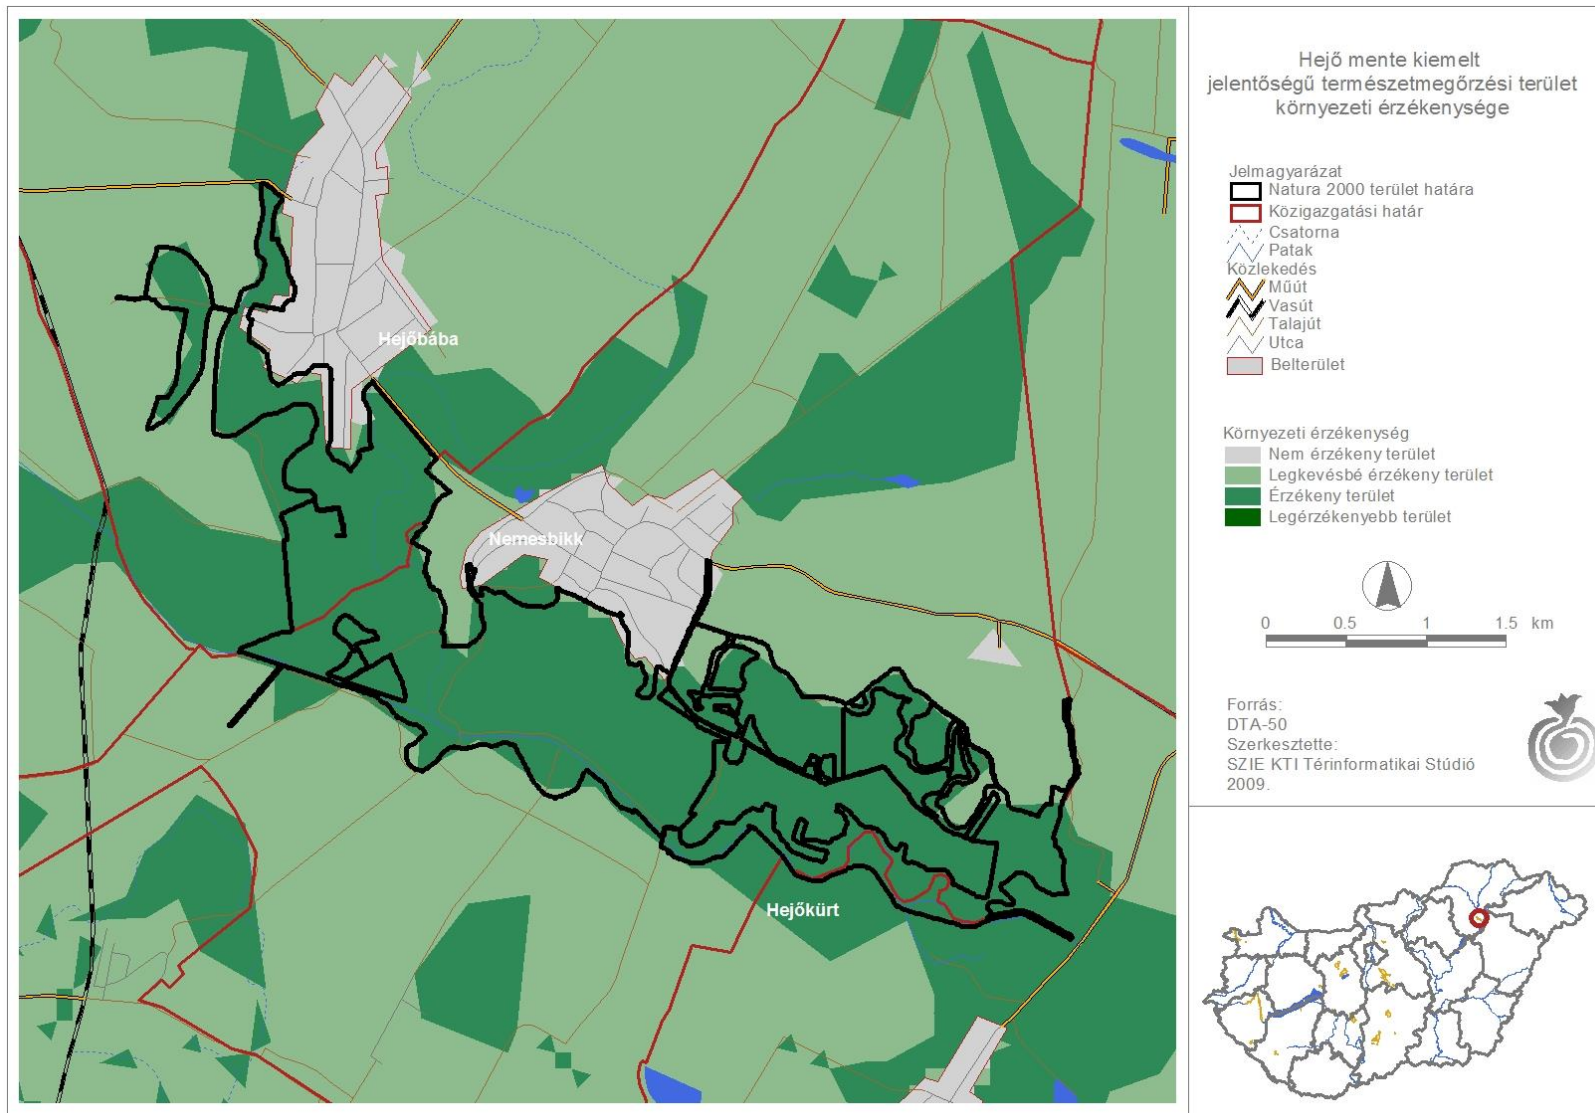 Hejő mente kiemelt
jelentőségű természetmegőrzési terület
környezeti érzékenysége
Jelmagyarázat
Natura 2000 terület határa
Közigazgatási határ
Csatorna
Patak
Közlekedés
Műút
Vasút
Talajút
Utca
Belterület
Környezeti érzékenység
Nem érzékeny terület
Legkevésbé érzékeny terület
Érzékeny terület
Legérzékenyebb terület
0 0.5 1 1.5 km
Forrás:
DTA-50
Szerkesztette:
SZIE KTI Térinformatikai Stúdió
2009.
Hejőbába
Nemesbikk
Hejőkürt